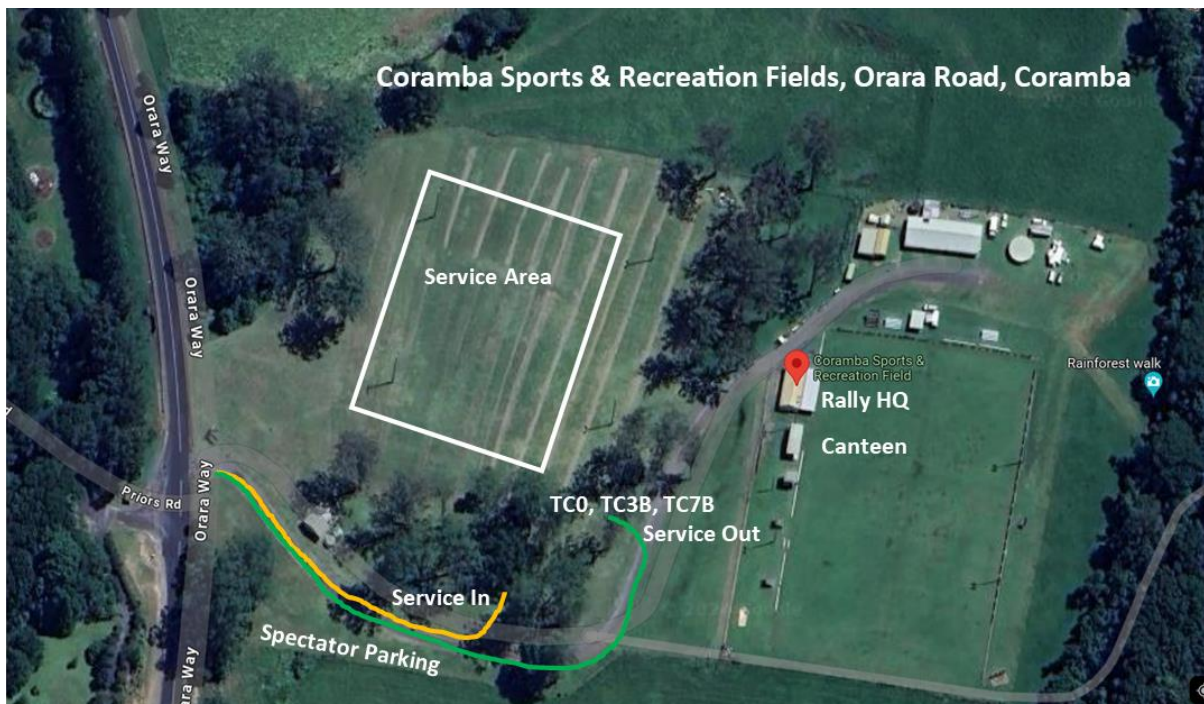 Coramba Sports & Recreation Fields, Orara Road, Coramba
Orara Way
Orara Way
Service Area
Coramba Sports &
Recreation Field
Rainforest walk
Rally HQ
Canteen
Priors Rd
Orara Way
TC0, TC3B, TC7B
Service Out
Service In
Spectator Parking
Orara Way